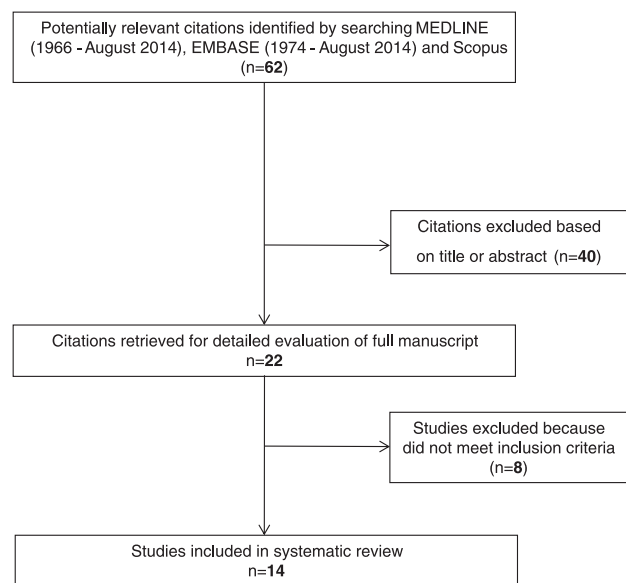 Potentially relevant citations identified by searching MEDLINE
(1966 - August 2014), EMBASE (1974 - August 2014) and Scopus
(n=62)
Citations excluded based
on title or abstract (n=40)
Citations retrieved for detailed evaluation of full manuscript
n=22
Studies excluded because
did not meet inclusion criteria
(n=8)
Studies included in systematic review
n=14